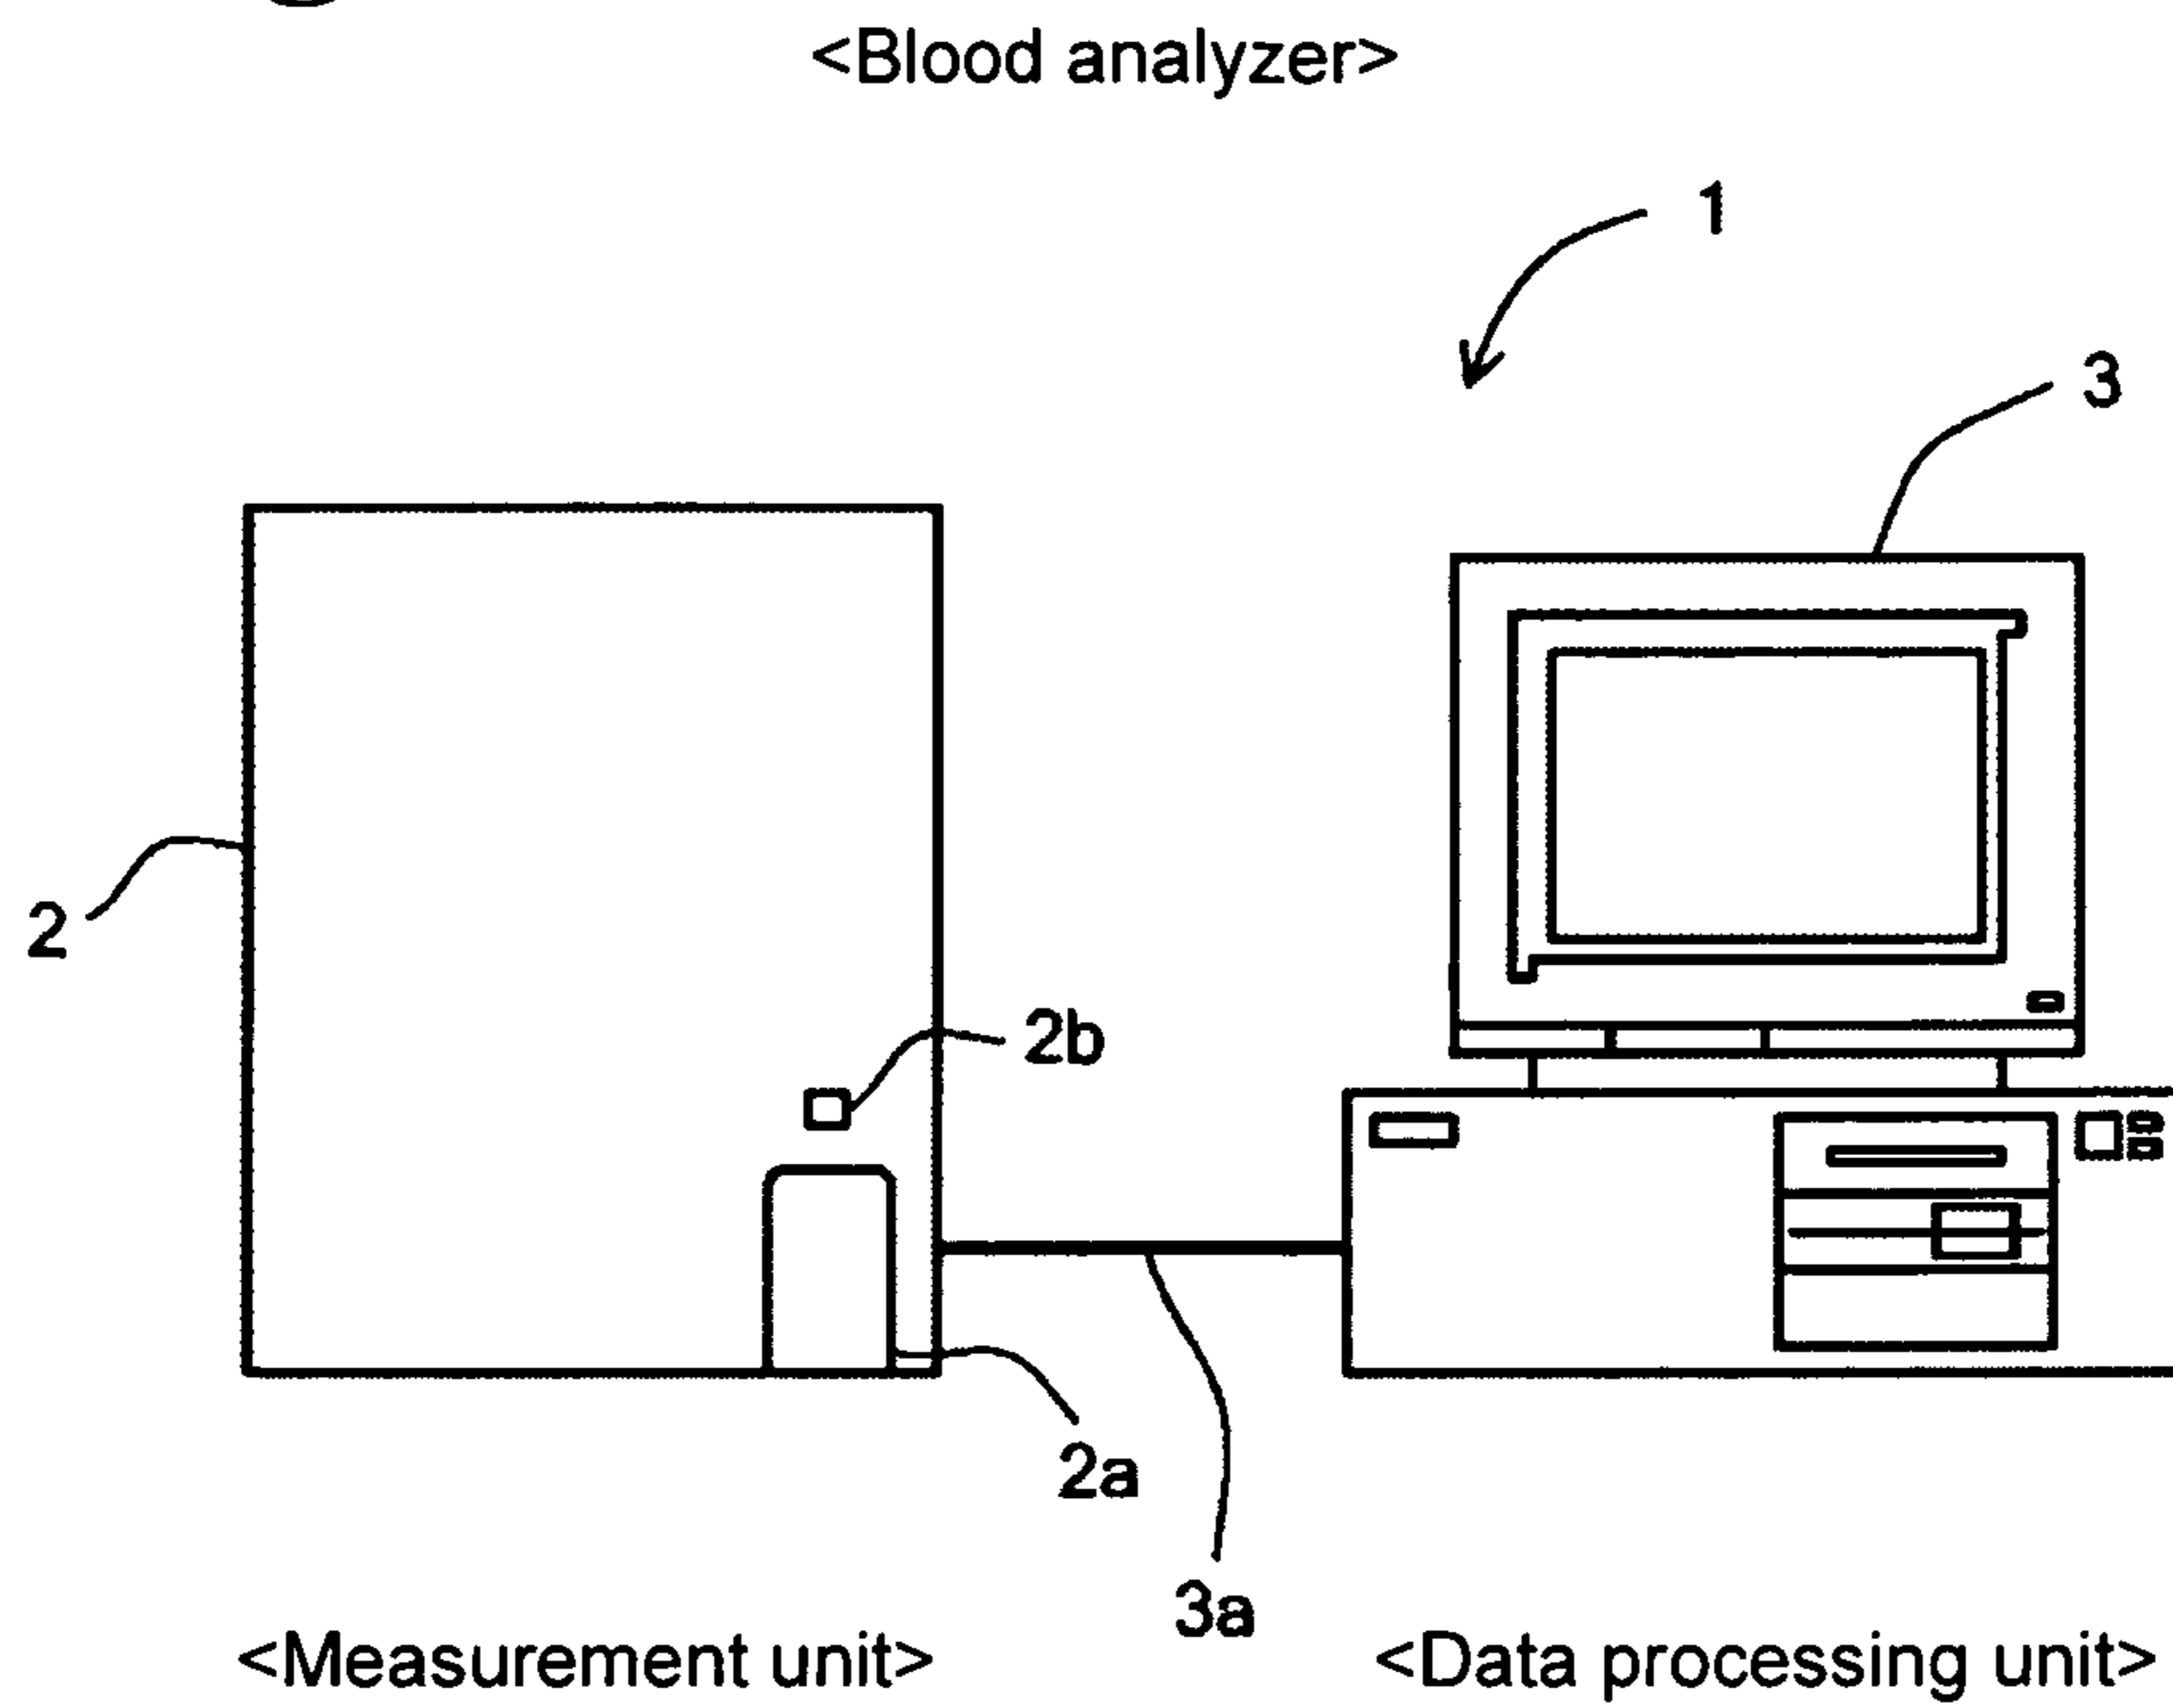 <Blood analyzer>
1
3
2
2b
2a
3a
<Measurement unit>
<Data processing unit>